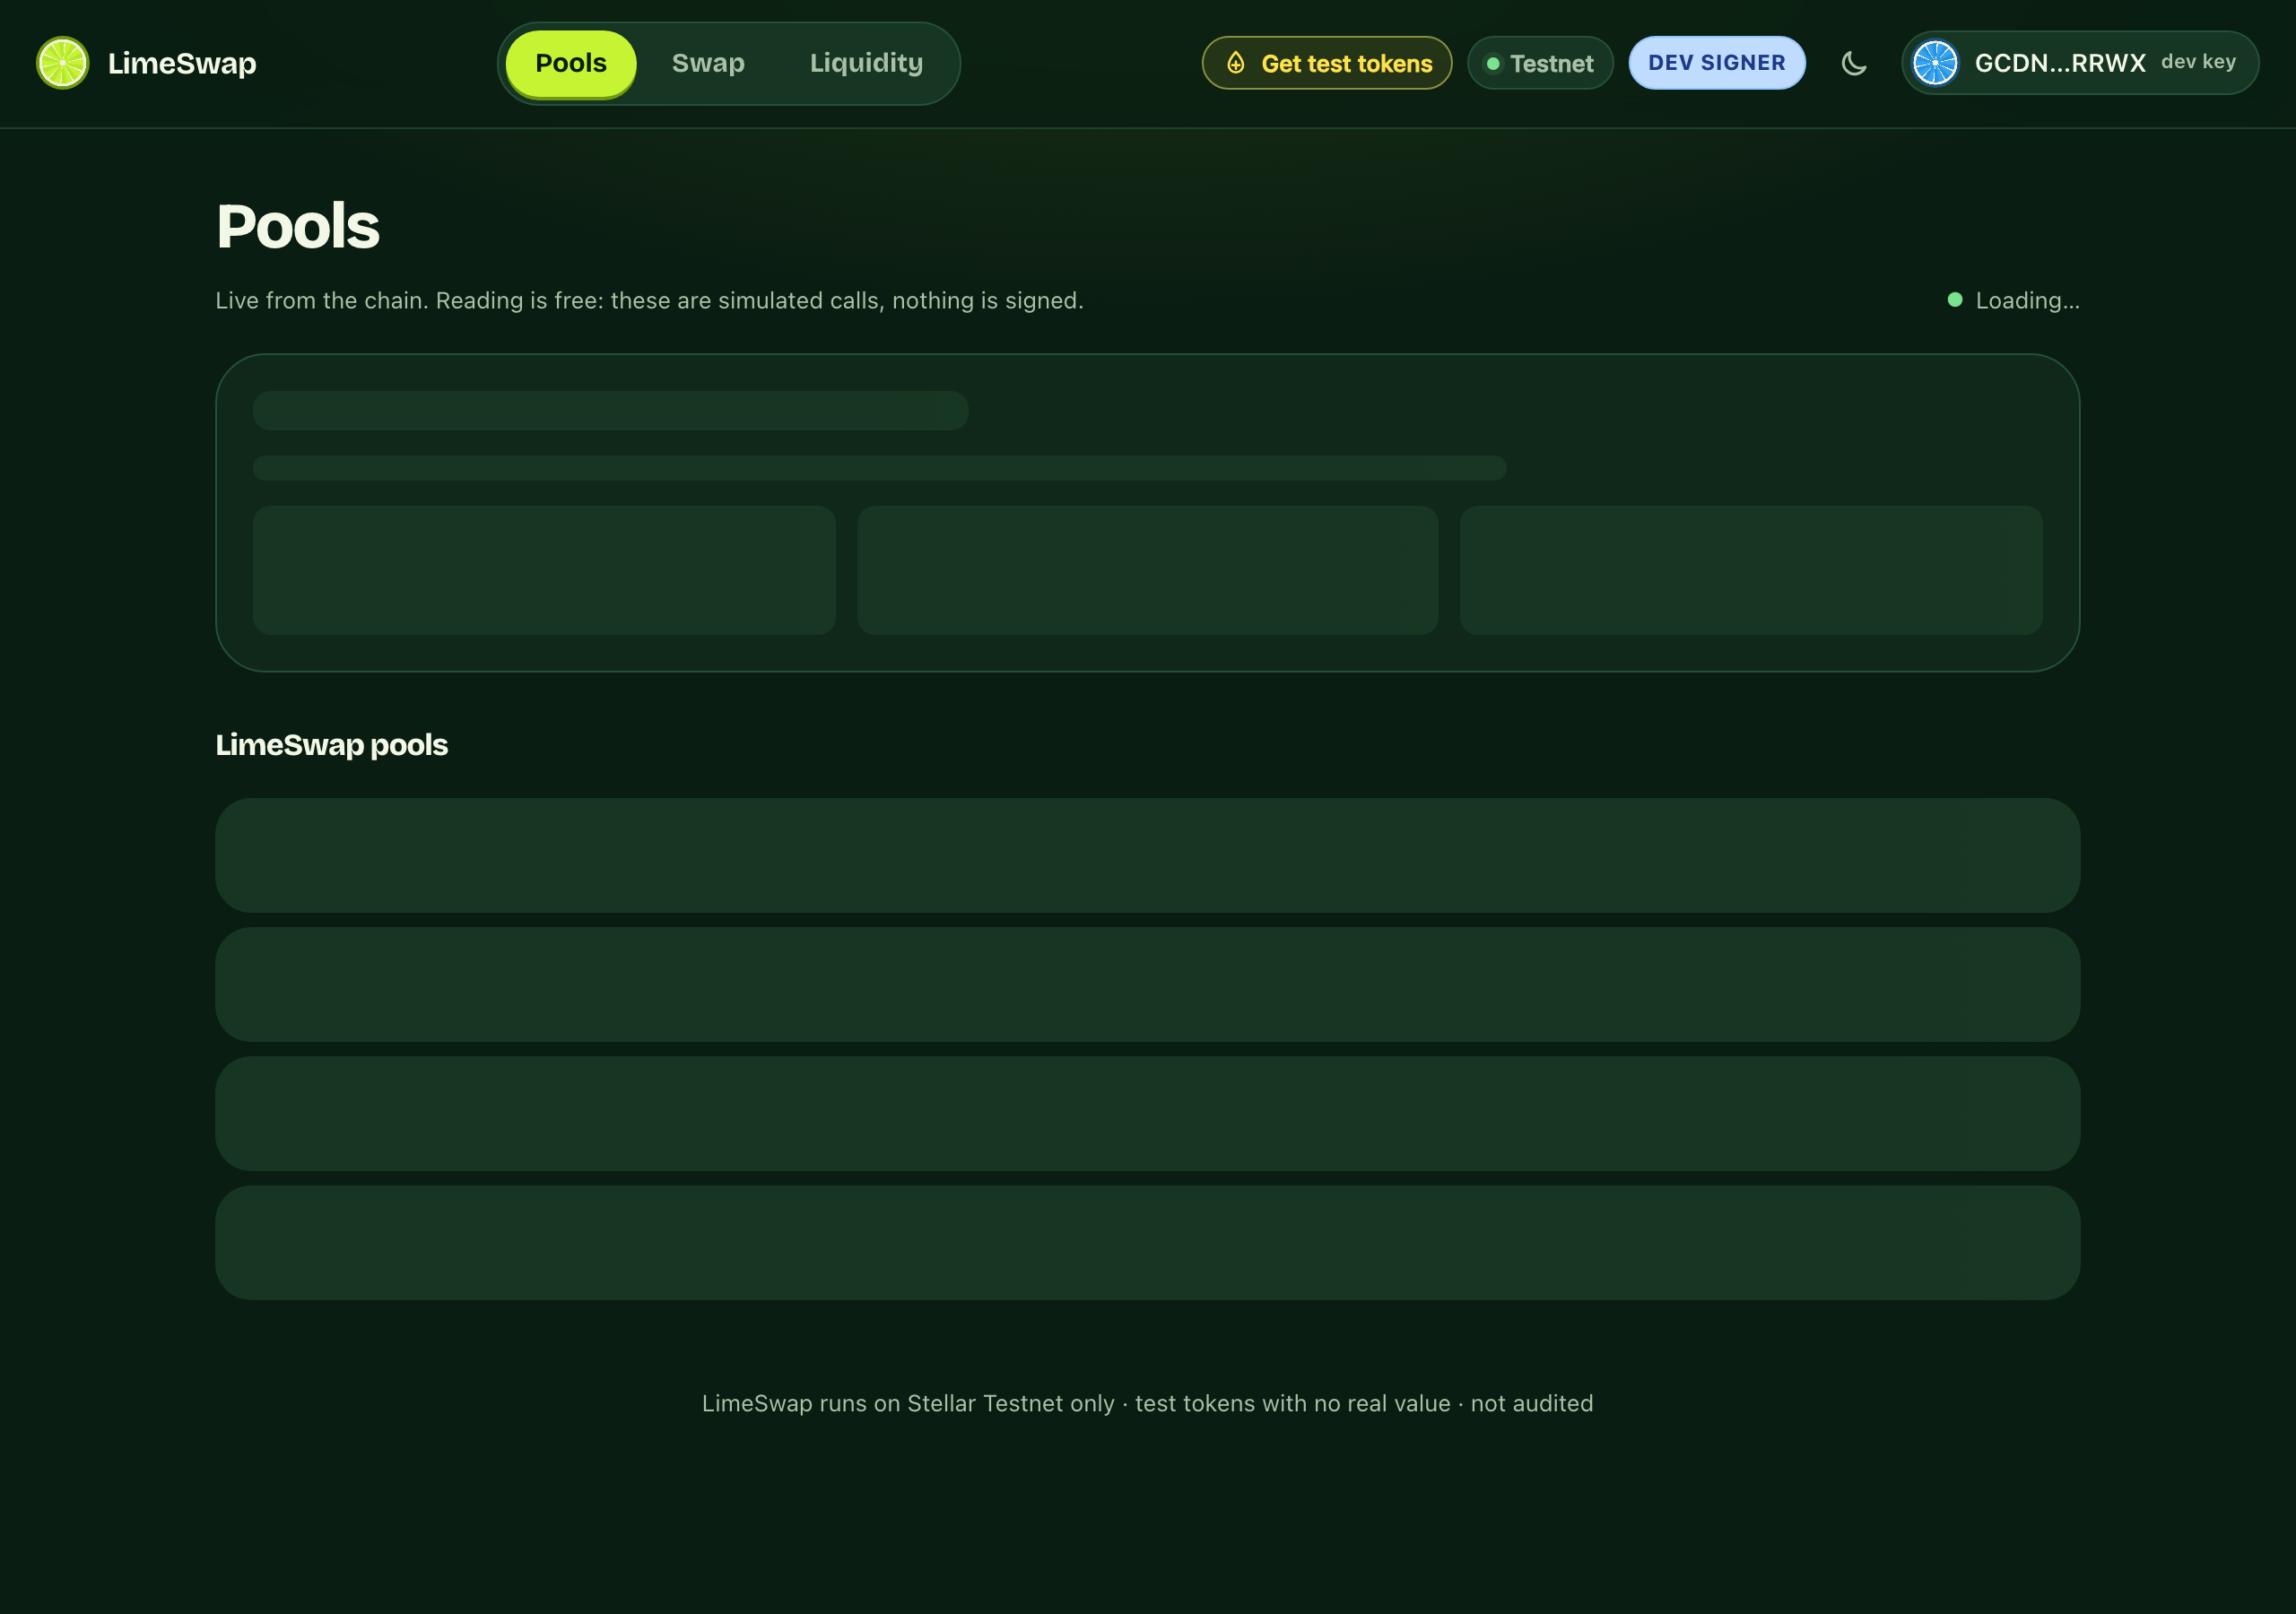 LimeSwap
Pools
Swap
Liquidity
Get test tokens
Testnet
DEV SIGNER
GCDN...RRWX dev key
Pools
Live from the chain. Reading is free: these are simulated calls, nothing is signed.
Loading...
LimeSwap pools
LimeSwap runs on Stellar Testnet only · test tokens with no real value · not audited